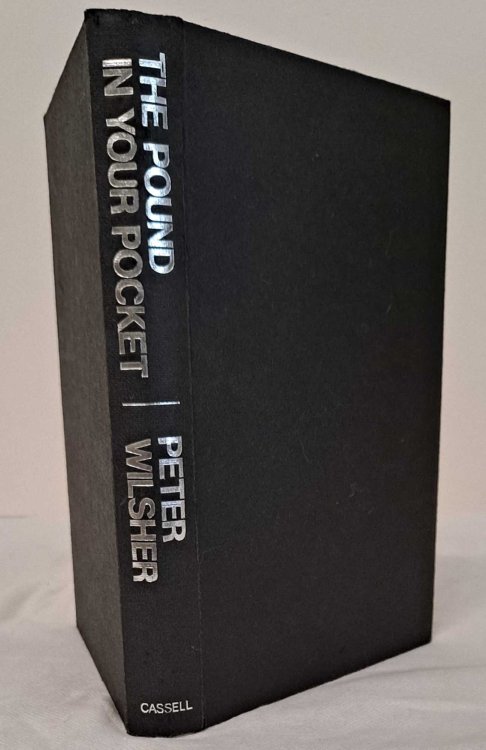 THE POUND
IN YOUR POCKET
PETER
WILSHER
CASSELL